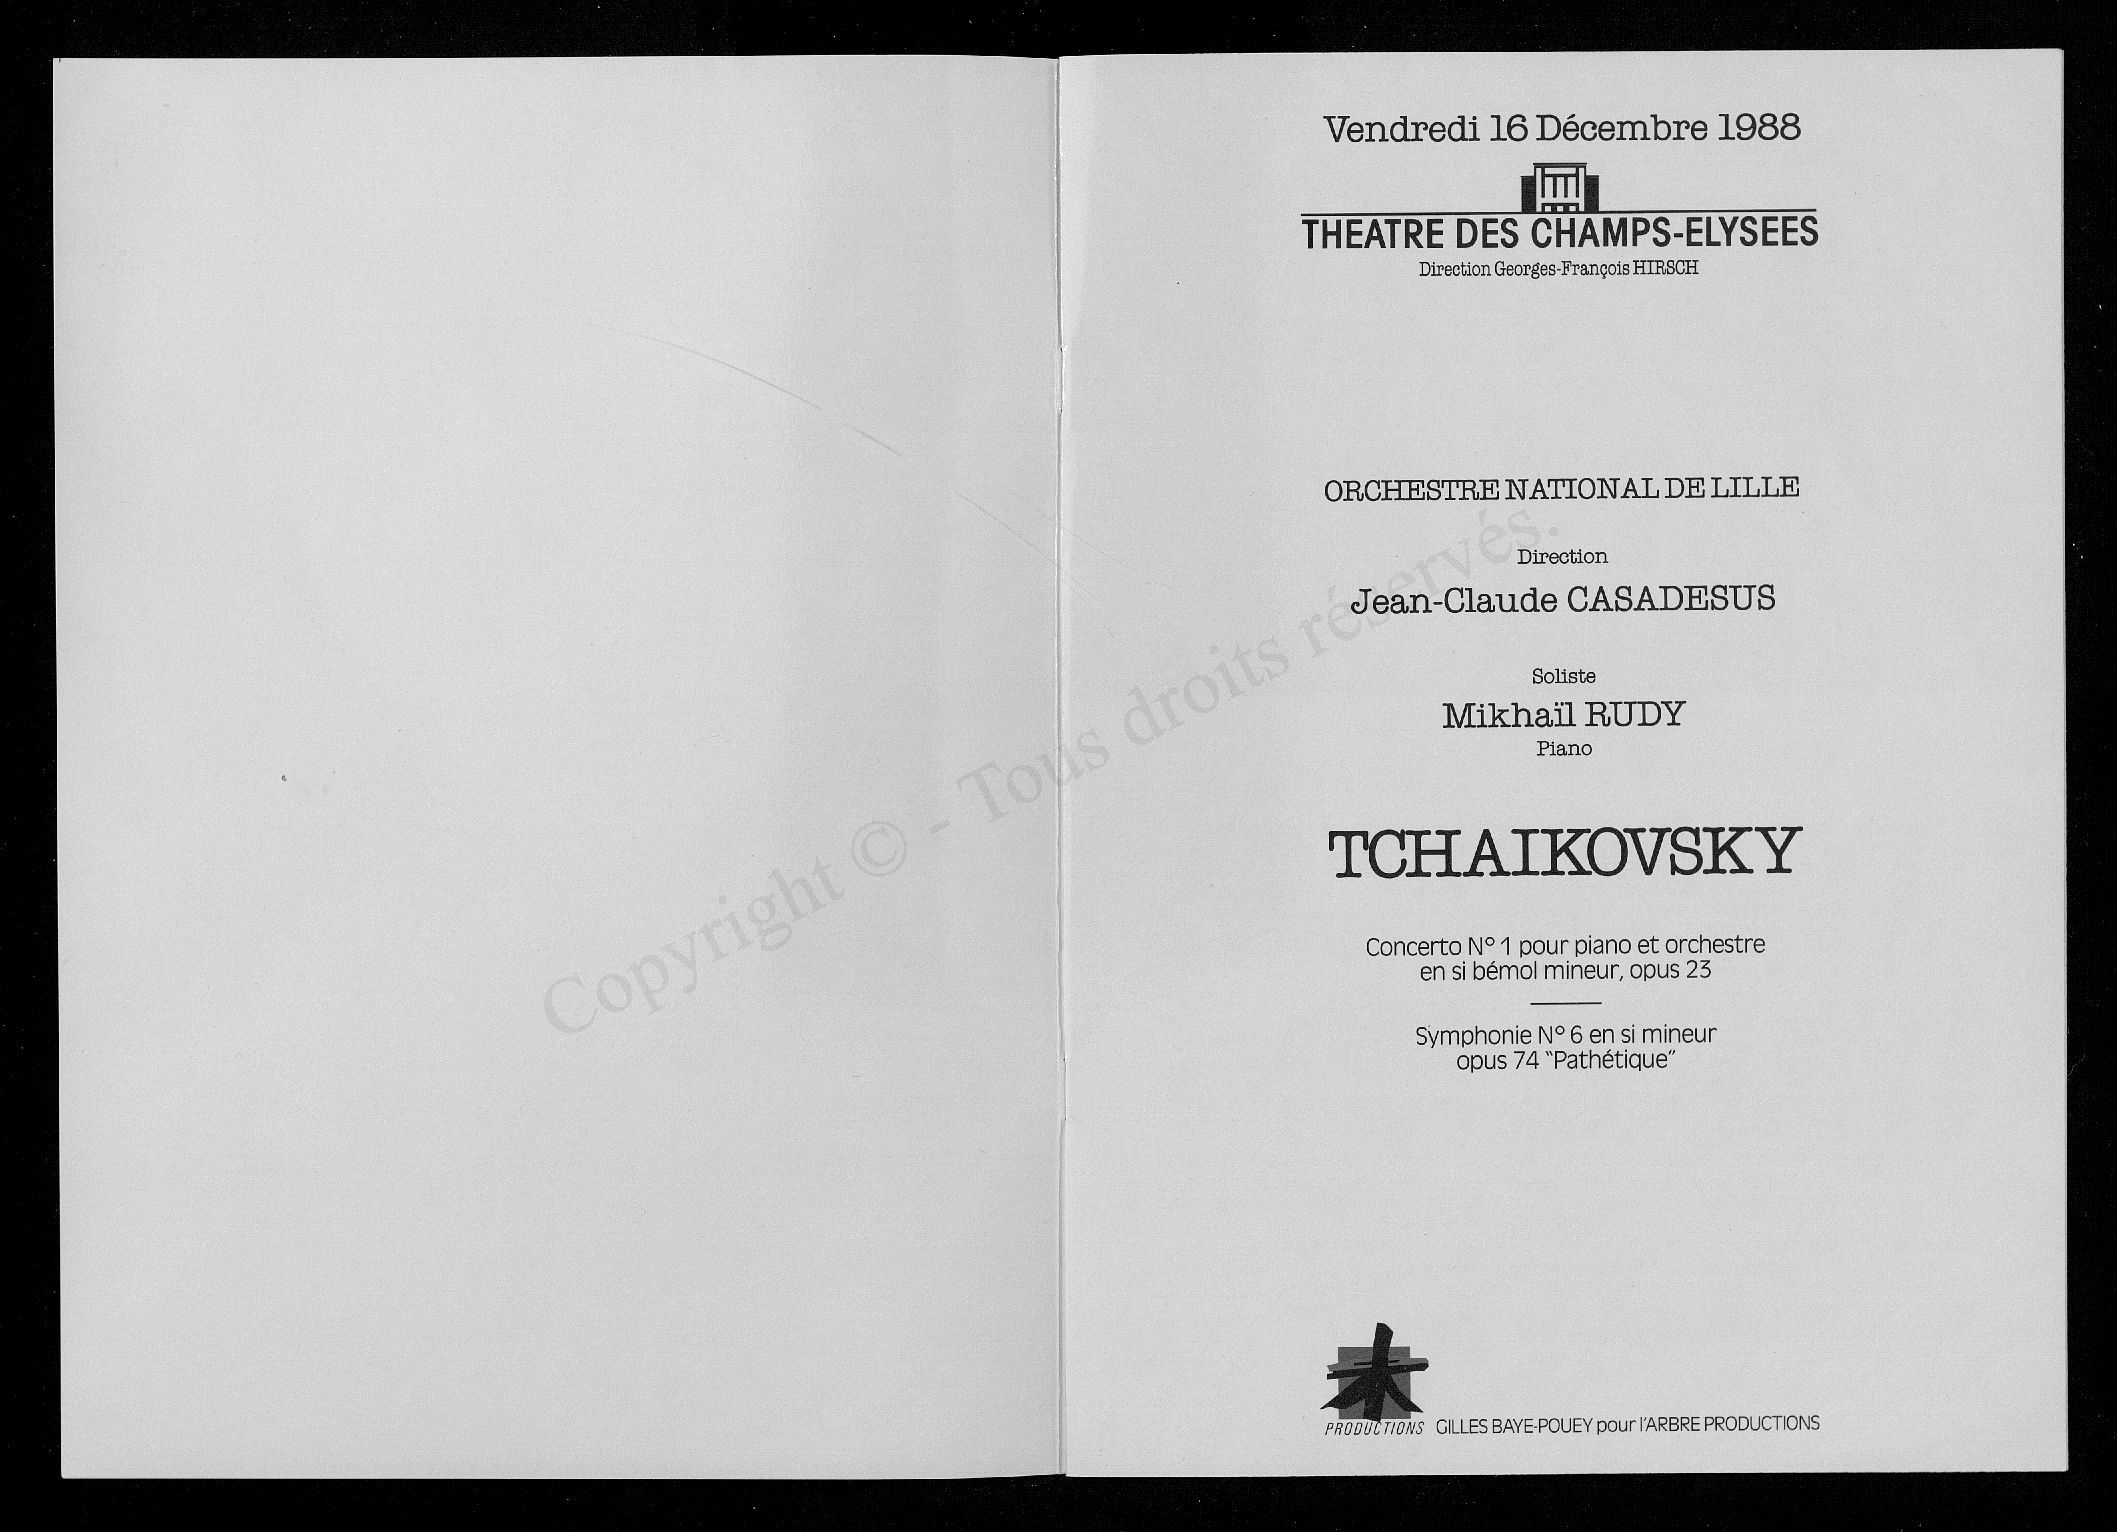 Vendredi 16 Décembre 1988
THEATRE DES CHAMPS-ELYSEES
Direction Georges-François HIRSCH
ORCHESTRE NATIONAL DE LILLE
Direction
Jean-Claude CASADESUS
Soliste
Mikhaïl RUDY
Piano
TCHAIKOVSKY
Concerto N° 1 pour piano et orchestre
en si bémol mineur, opus 23
Symphonie N° 6 en si mineur
opus 74 "Pathétique"
PRODUCTIONS GILLES BAYE-POUEY pour l'ARBRE PRODUCTIONS
Copyright © - Tous droits réservés.